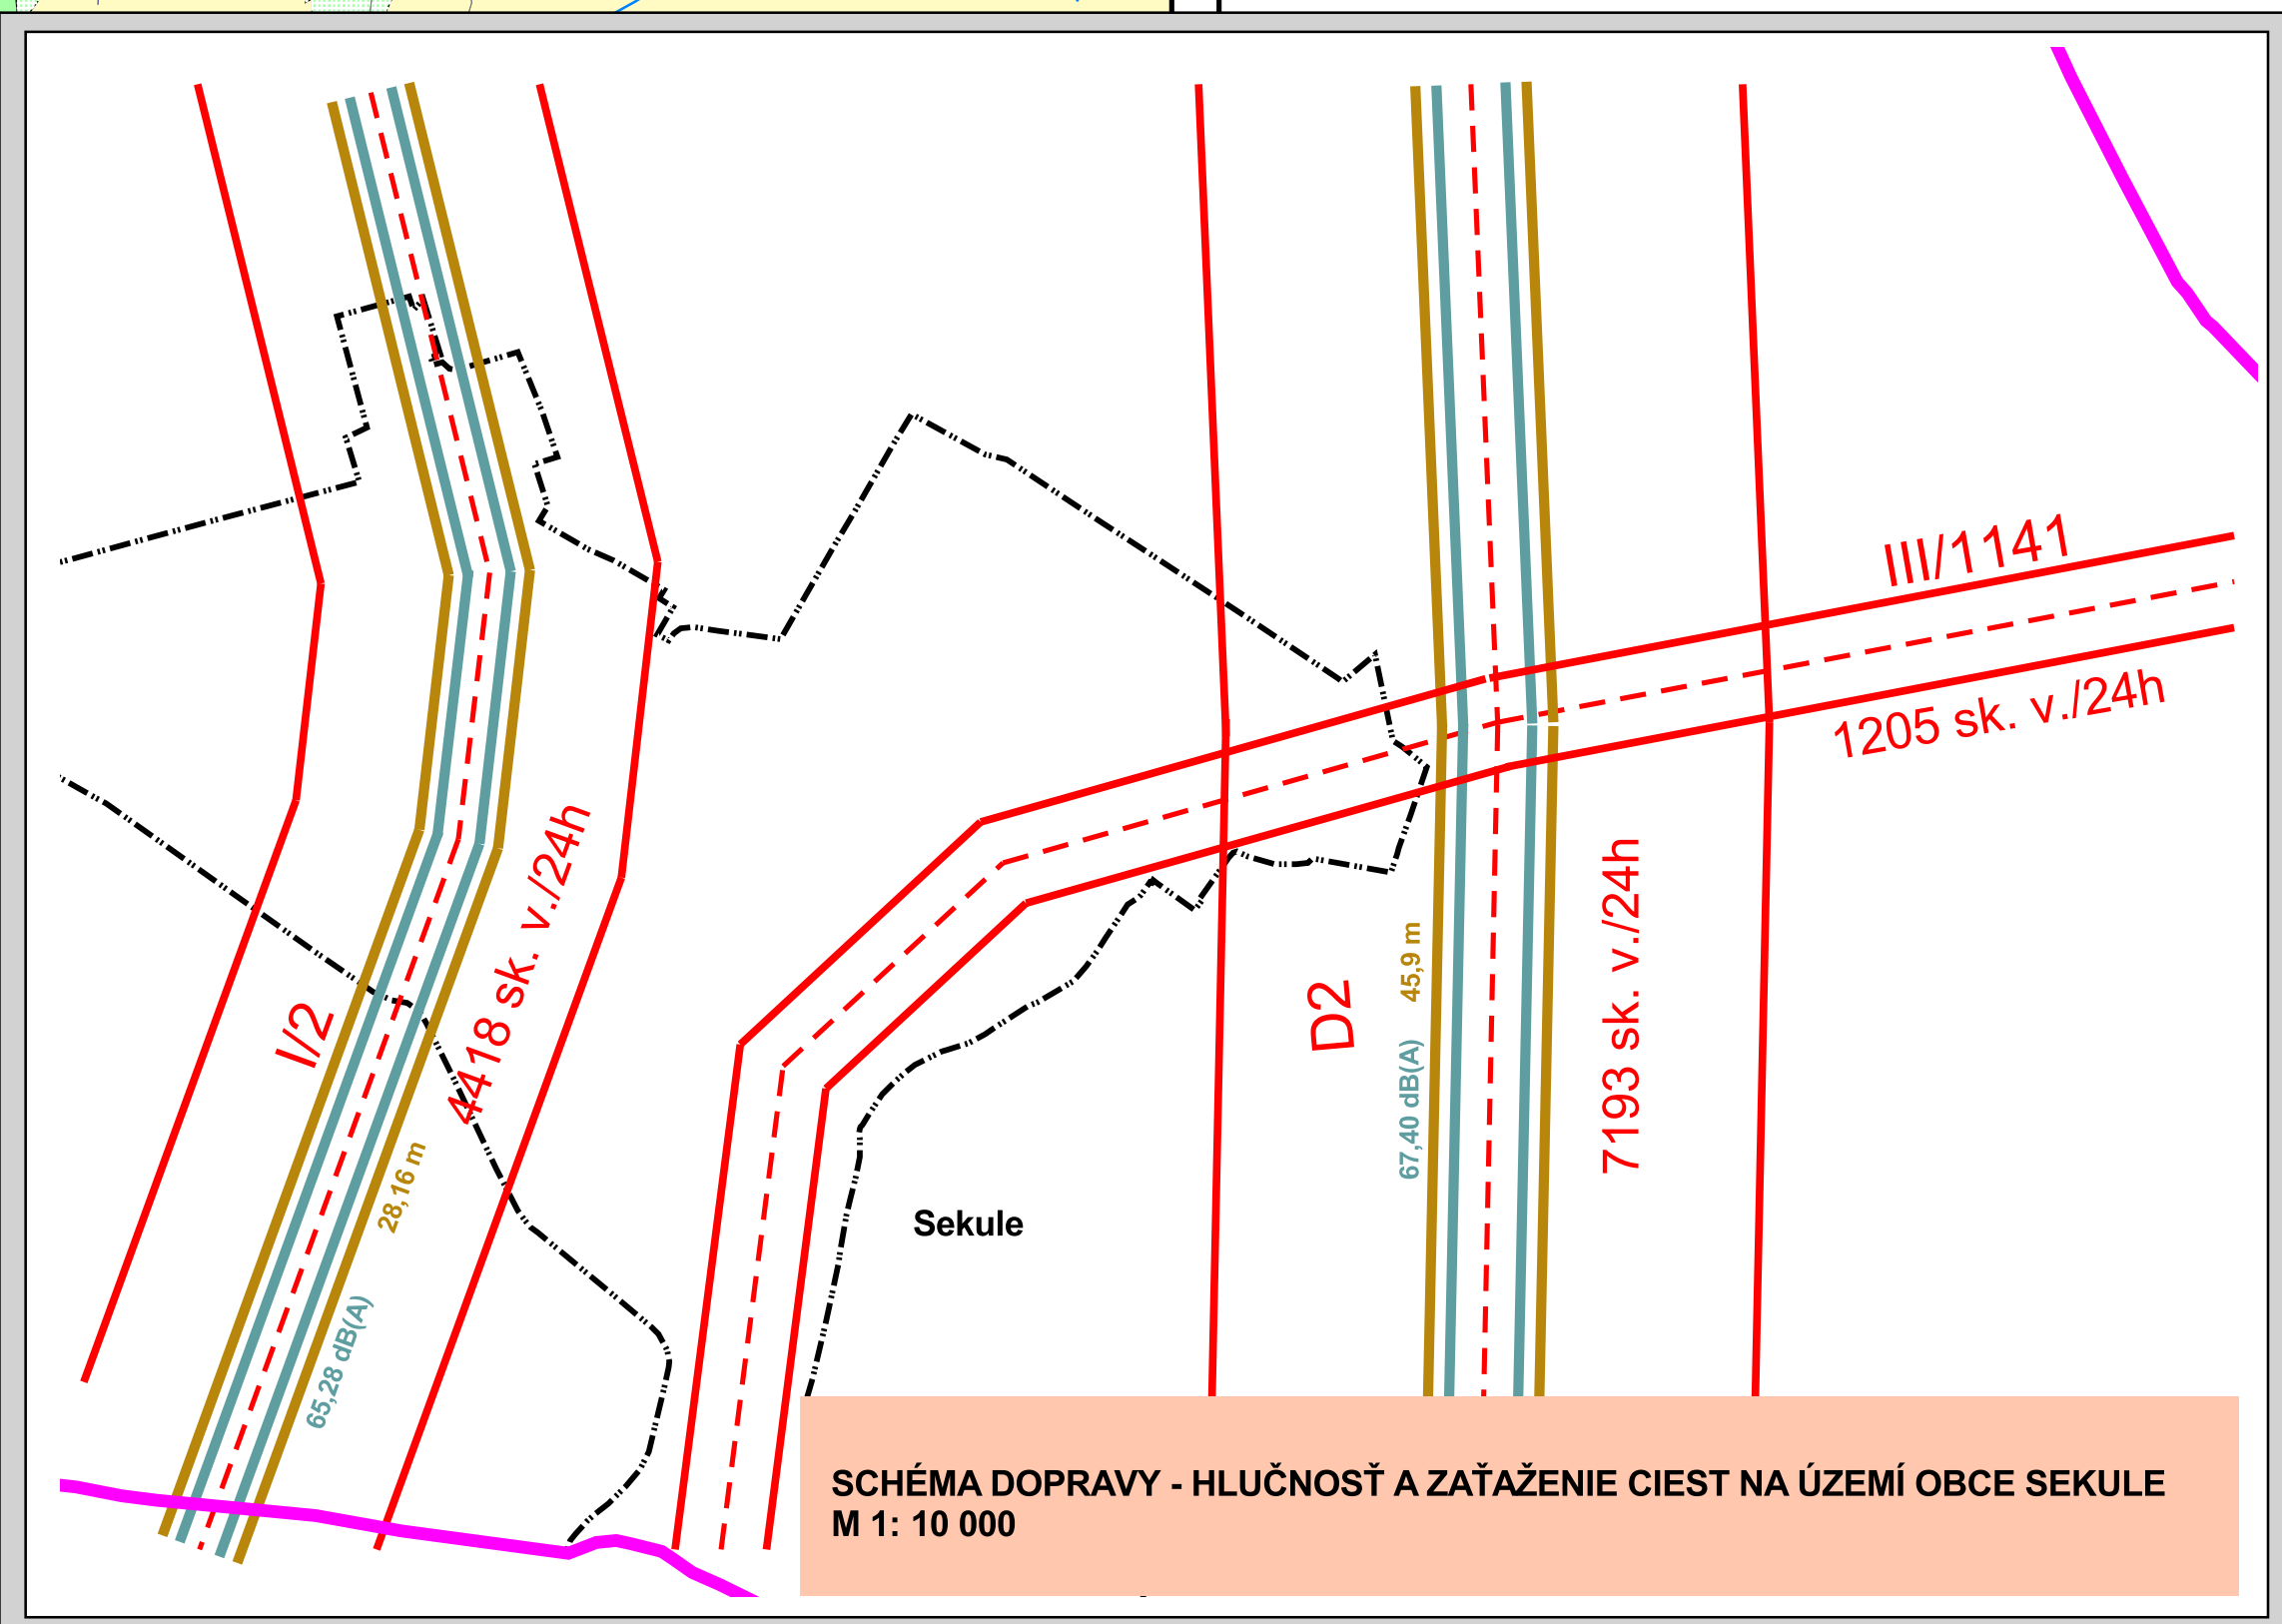 III/1141
1205 sk. v./24h
I/2
4418 sk. v./24h
28,16 m
65,28 dB(A)
D2
45,9 m
67,40 dB(A)
7193 sk. v./24h
Sekule
SCHÉMA DOPRAVY - HLUČNOSŤ A ZAŤAŽENIE CIEST NA ÚZEMÍ OBCE SEKULE
M 1: 10 000